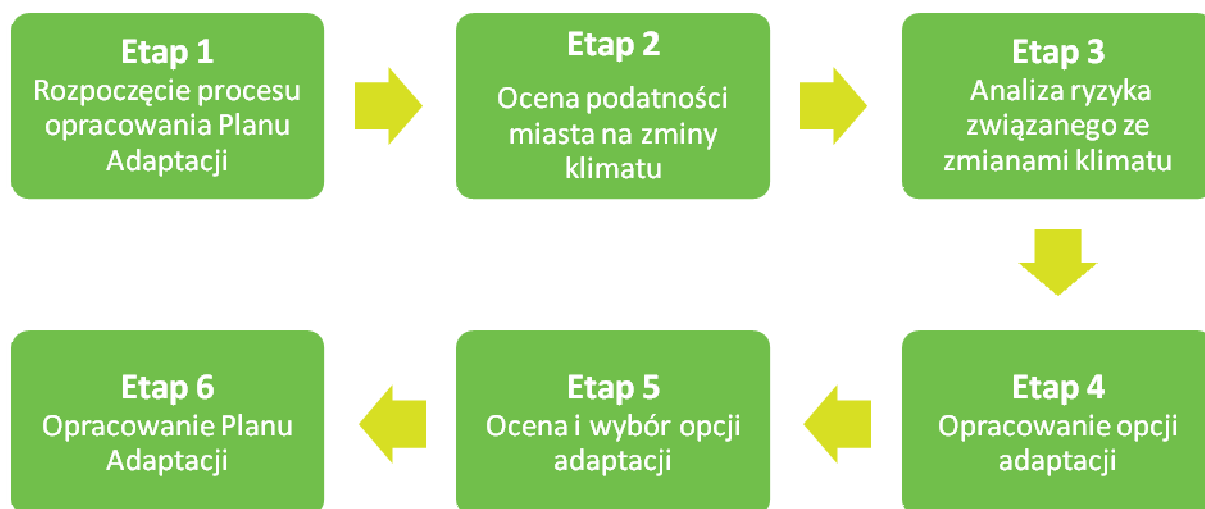 Etap 1
Rozpoczęcie procesu
opracowania Planu
Adaptacji
Etap 2
Ocena podatności
miasta na zminy
klimatu
Etap 3
Analiza ryzyka
związanego ze
zmianami klimatu
Etap 4
Opracowanie opcji
adaptacji
Etap 5
Ocena i wybór opcji
adaptacji
Etap 6
Opracowanie Planu
Adaptacji